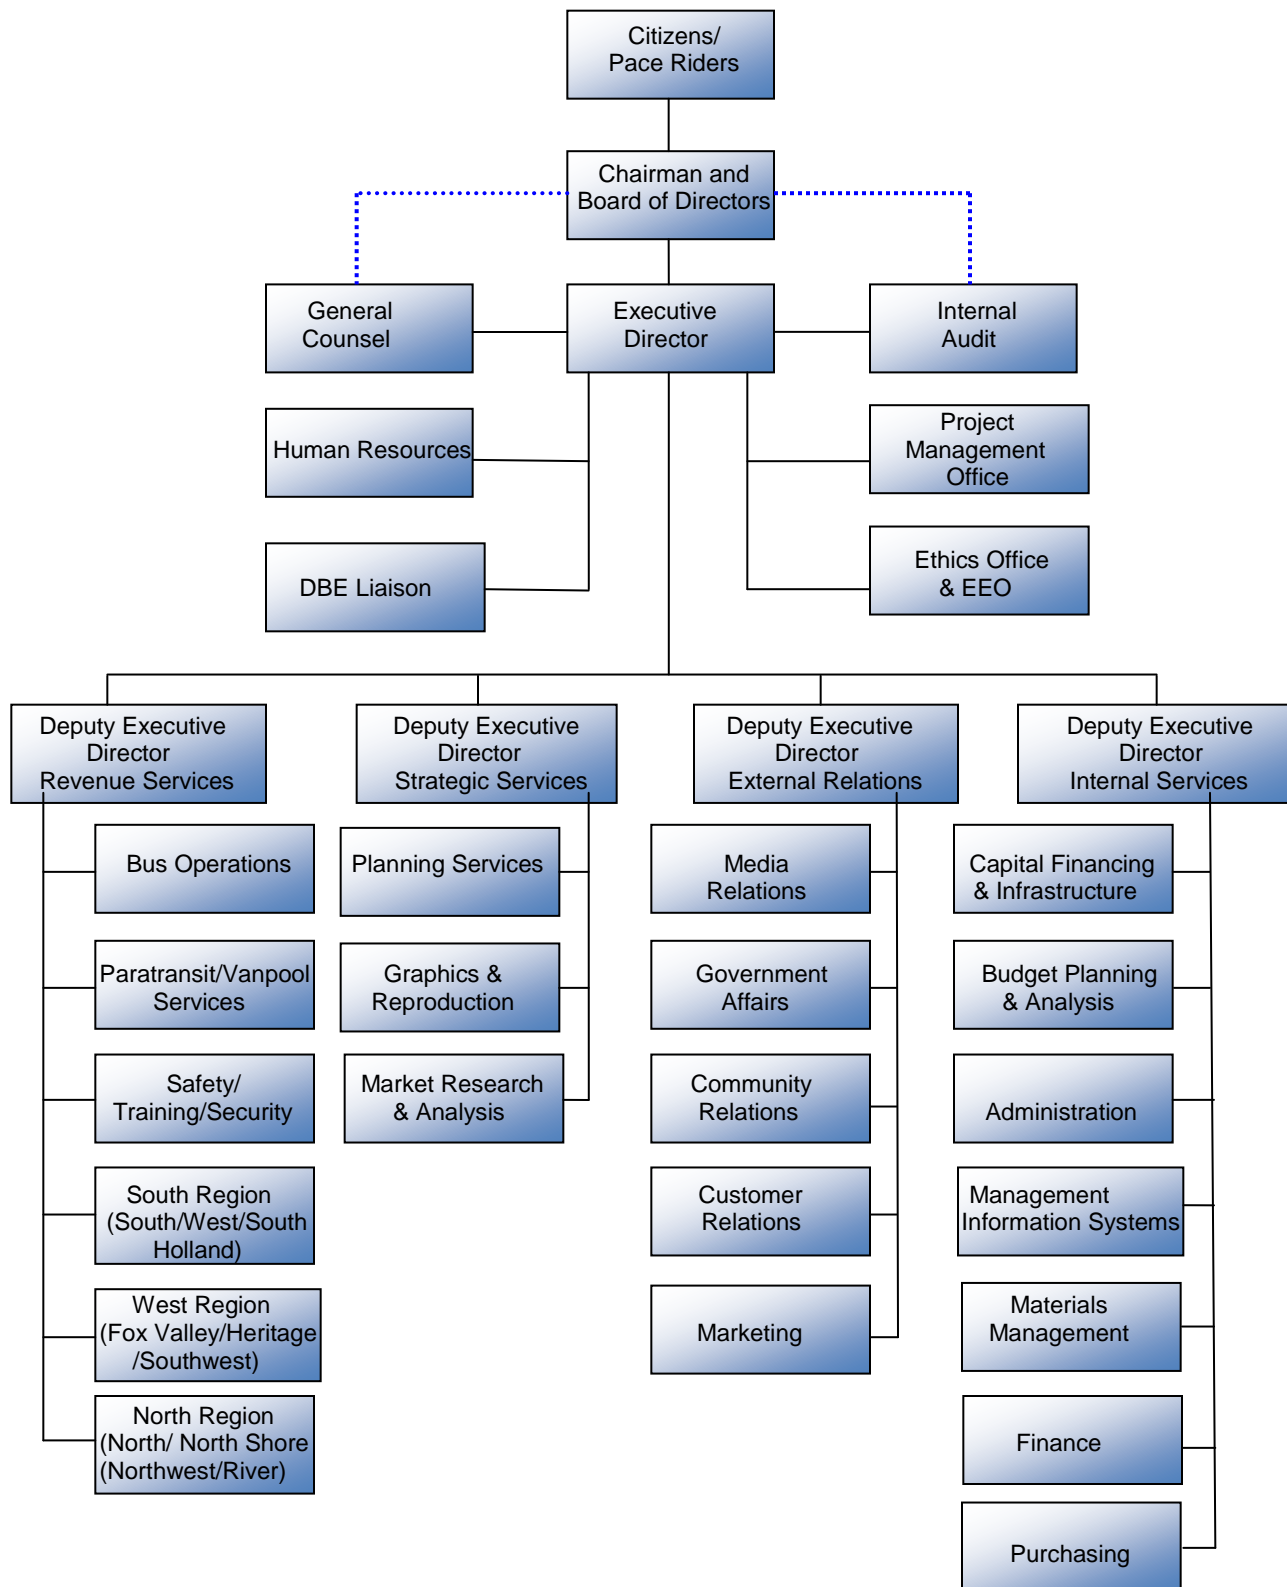 Citizens/
Pace Riders
Chairman and
Board of Directors
General
Counsel
Executive
Director
Internal
Audit
Human Resources
Project
Management
Office
DBE Liaison
Ethics Office
& EEO
Deputy Executive
Director
Revenue Services
Deputy Executive
Director
Strategic Services
Deputy Executive
Director
External Relations
Deputy Executive
Director
Internal Services
Bus Operations
Paratransit/Vanpool
Services
Safety/
Training/Security
South Region
(South/West/South
Holland)
West Region
(Fox Valley/Heritage
/Southwest)
North Region
(North/ North Shore
(Northwest/River)
Planning Services
Graphics &
Reproduction
Market Research
& Analysis
Media
Relations
Government
Affairs
Community
Relations
Customer
Relations
Marketing
Capital Financing
& Infrastructure
Budget Planning
& Analysis
Administration
Management
Information Systems
Materials
Management
Finance
Purchasing